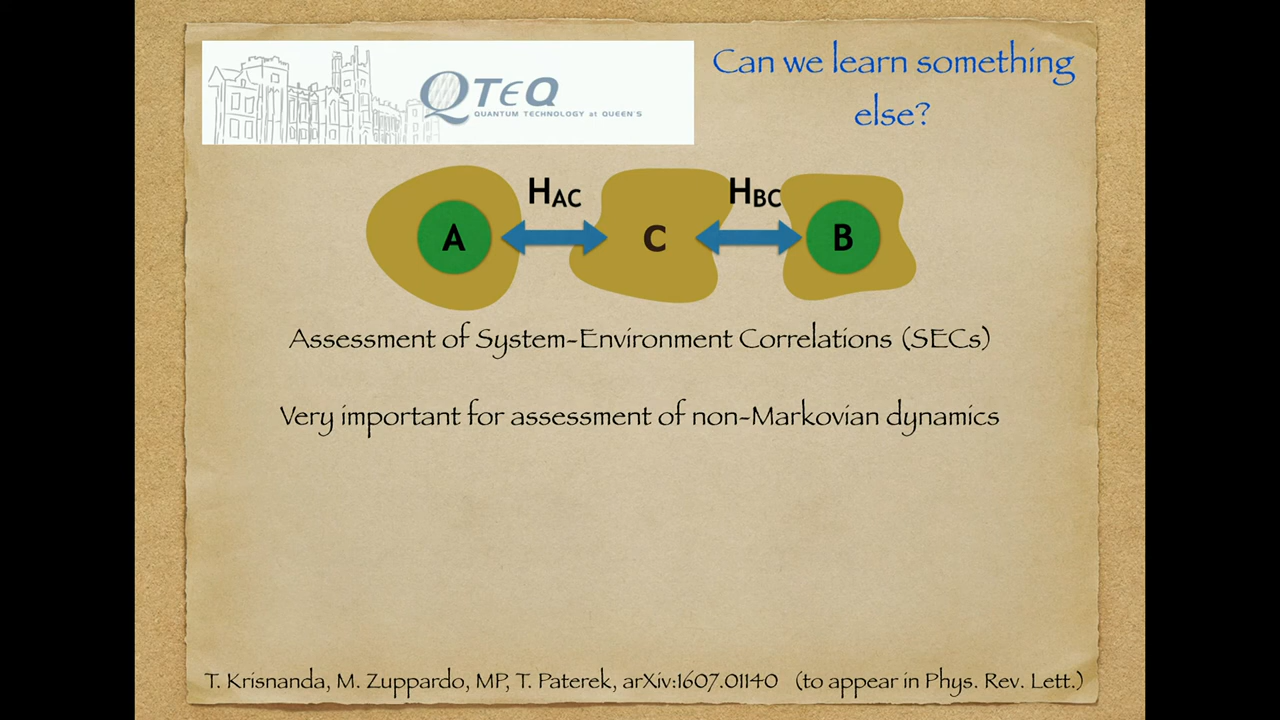 QTEQ
QUANTUM TECHNOLOGY at QUEEN'S
Can we learn something
else?
HAC
HBC
A
C
B
Assessment of System-Environment Correlations (SECs)
Very important for assessment of non-Markovian dynamics
T. Krisnanda, M. Zuppardo, MP, T. Paterek, arXiv:1607.01140 (to appear in Phys. Rev. Lett.)